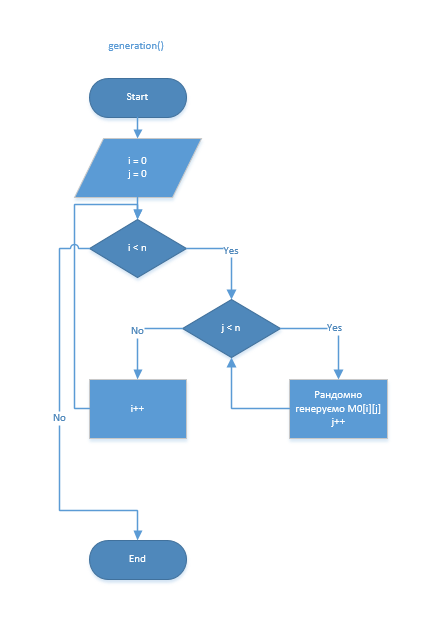 generation()
Start
i = 0
j = 0
i < n
Yes
j < n
No
Yes
i++
Рандомно
генеруємо M0[i][j]
j++
No
End